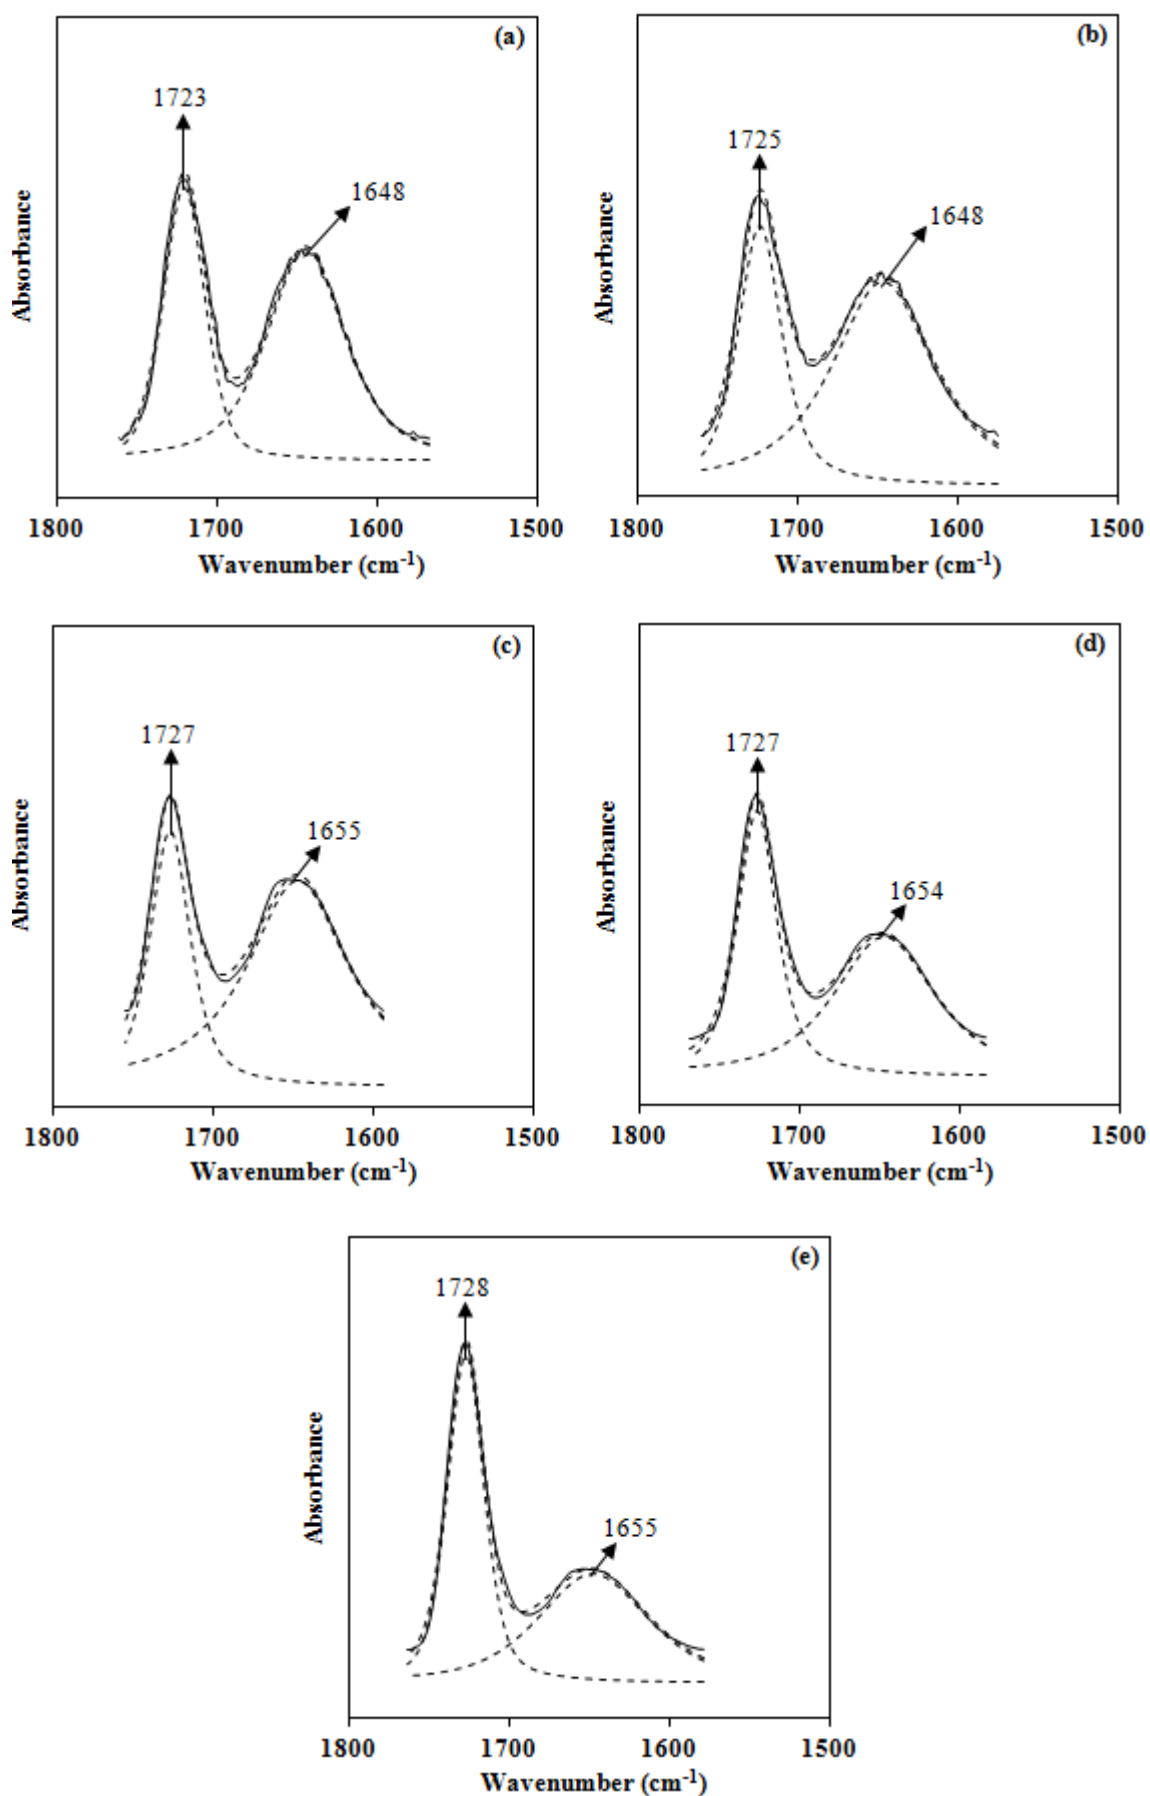 (a)
1723
1648
Absorbance
1800 1700 1600 1500
Wavenumber (cm-1)
(b)
1725
1648
Absorbance
1800 1700 1600 1500
Wavenumber (cm-1)
(c)
1727
1655
Absorbance
1800 1700 1600 1500
Wavenumber (cm-1)
(d)
1727
1654
Absorbance
1800 1700 1600 1500
Wavenumber (cm-1)
(e)
1728
1655
Absorbance
1800 1700 1600 1500
Wavenumber (cm-1)